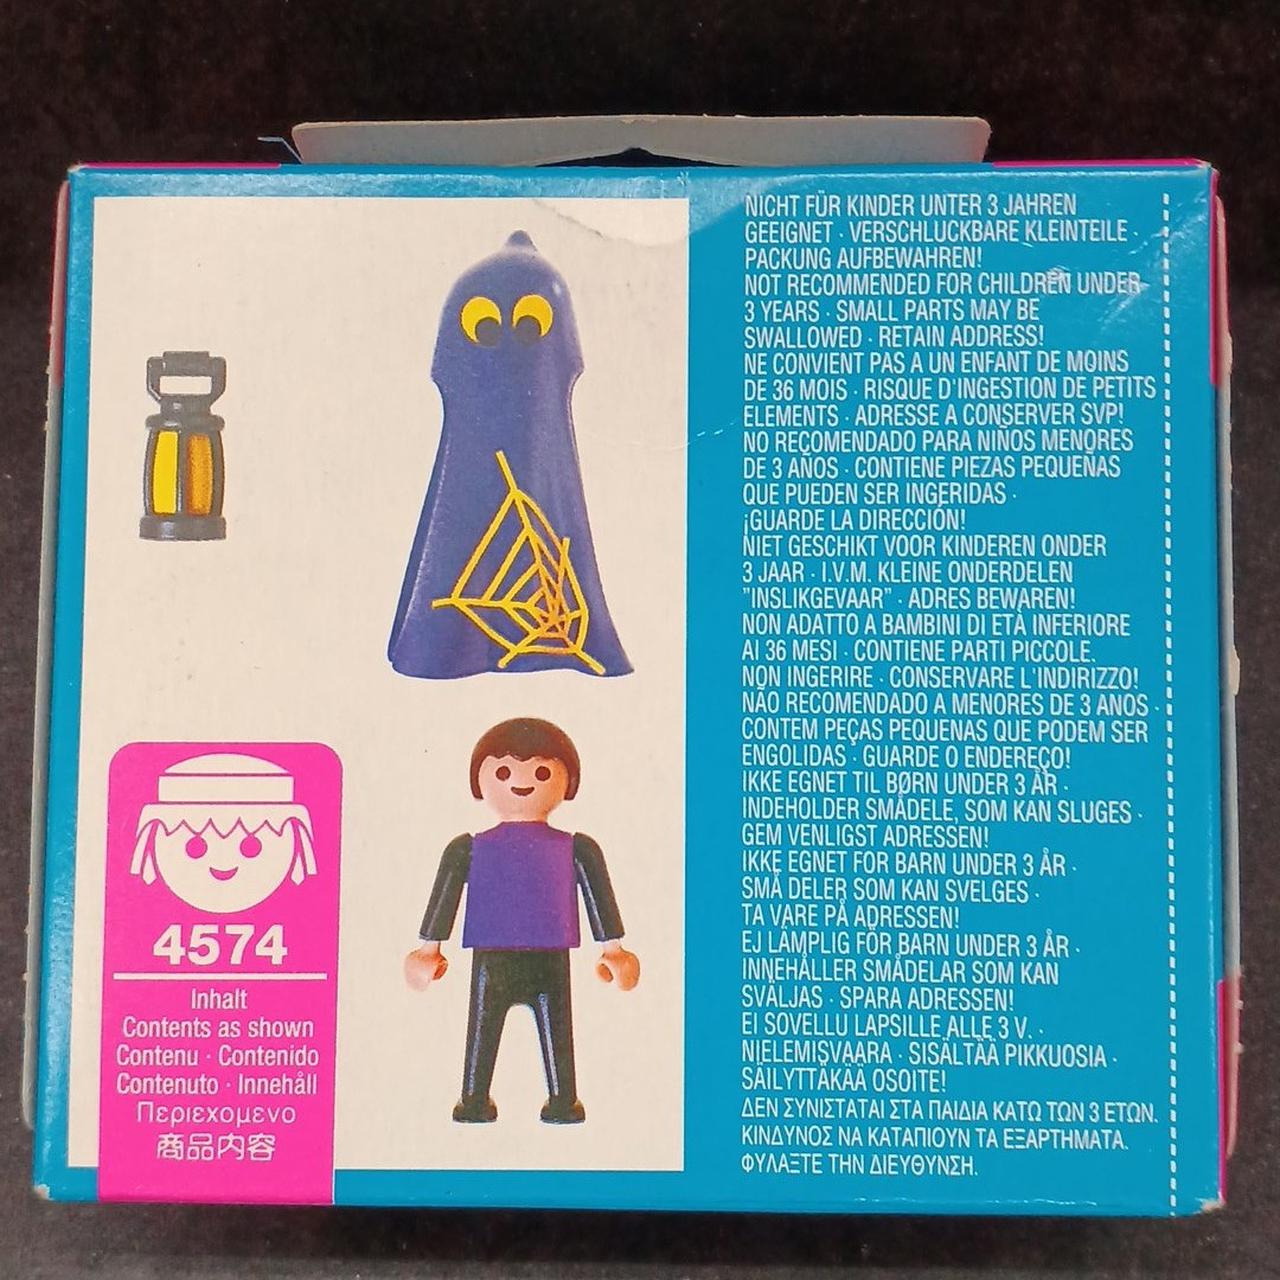 4574
Inhalt
Contents as shown
Contenu · Contenido
Contenuto · Innehåll
Περιεχομενο
商品内容
NICHT FÜR KINDER UNTER 3 JAHREN
GEEIGNET · VERSCHLUCKBARE KLEINTEILE ·
PACKUNG AUFBEWAHREN!
NOT RECOMMENDED FOR CHILDREN UNDER
3 YEARS · SMALL PARTS MAY BE
SWALLOWED · RETAIN ADDRESS!
NE CONVIENT PAS A UN ENFANT DE MOINS
DE 36 MOIS · RISQUE D'INGESTION DE PETITS
ELEMENTS · ADRESSE A CONSERVER SVP!
NO RECOMENDADO PARA NIÑOS MENORES
DE 3 AÑOS · CONTIENE PIEZAS PEQUEÑAS
QUE PUEDEN SER INGERIDAS ·
¡GUARDE LA DIRECCIÓN!
NIET GESCHIKT VOOR KINDEREN ONDER
3 JAAR · I.V.M. KLEINE ONDERDELEN
"INSLIKGEVAAR" · ADRES BEWAREN!
NON ADATTO A BAMBINI DI ETÀ INFERIORE
AI 36 MESI · CONTIENE PARTI PICCOLE.
NON INGERIRE · CONSERVARE L'INDIRIZZO!
NÃO RECOMENDADO A MENORES DE 3 ANOS ·
CONTEM PEÇAS PEQUENAS QUE PODEM SER
ENGOLIDAS · GUARDE O ENDEREÇO!
IKKE EGNET TIL BØRN UNDER 3 ÅR ·
INDEHOLDER SMÅDELE, SOM KAN SLUGES ·
GEM VENLIGST ADRESSEN!
IKKE EGNET FOR BARN UNDER 3 ÅR ·
SMÅ DELER SOM KAN SVELGES ·
TA VARE PÅ ADRESSEN!
EJ LÄMPLIG FÖR BARN UNDER 3 ÅR ·
INNEHÅLLER SMÅDELAR SOM KAN
SVÄLJAS · SPARA ADRESSEN!
EI SOVELLU LAPSILLE ALLE 3 V. ·
NIELEMISVAARA · SISÄLTÄÄ PIKKUOSIA ·
SÄILYTTÄKÄÄ OSOITE!
ΔΕΝ ΣΥΝΙΣΤΑΤΑΙ ΣΤΑ ΠΑΙΔΙΑ ΚΑΤΩ ΤΩΝ 3 ΕΤΩΝ.
ΚΙΝΔΥΝΟΣ ΝΑ ΚΑΤΑΠΙΟΥΝ ΤΑ ΕΞΑΡΤΗΜΑΤΑ.
ΦΥΛΑΞΤΕ ΤΗΝ ΔΙΕΥΘΥΝΣΗ.